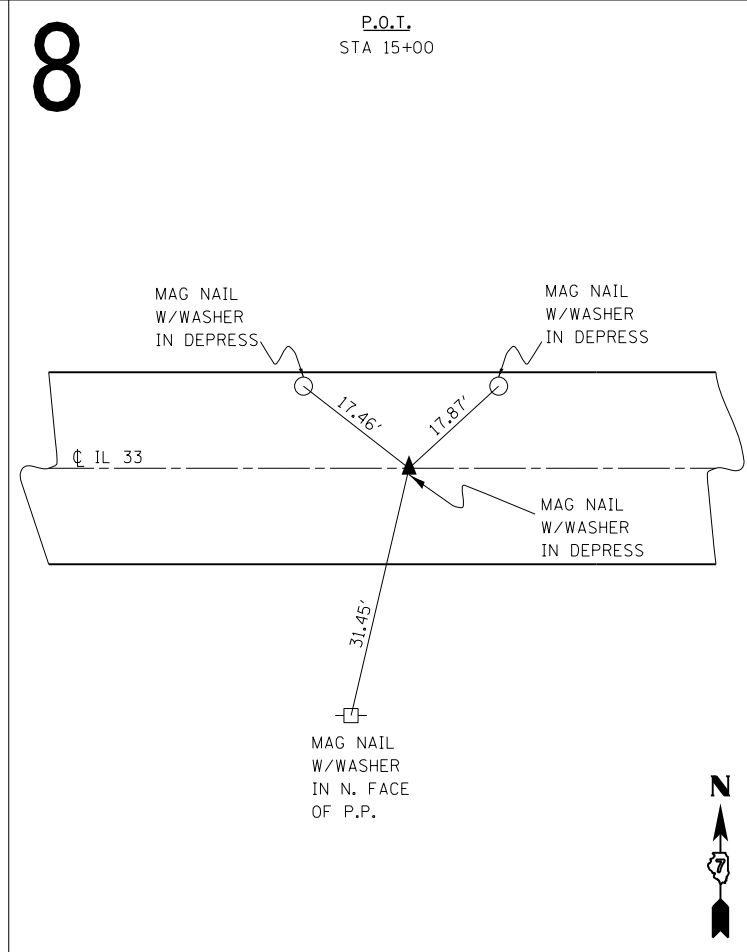 8
P.O.T.
STA 15+00
MAG NAIL
W/WASHER
IN DEPRESS
MAG NAIL
W/WASHER
IN DEPRESS
17.46'
17.87'
℄ IL 33
MAG NAIL
W/WASHER
IN DEPRESS
31.45'
MAG NAIL
W/WASHER
IN N. FACE
OF P.P.
N
7